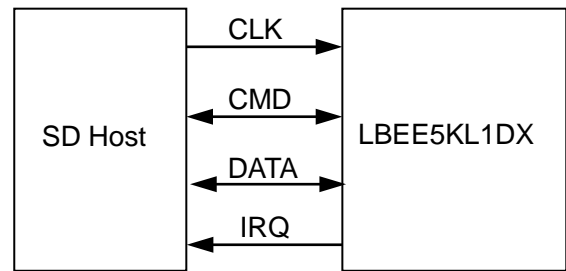 CLK
CMD
SD Host
LBEE5KL1DX
DATA
IRQ